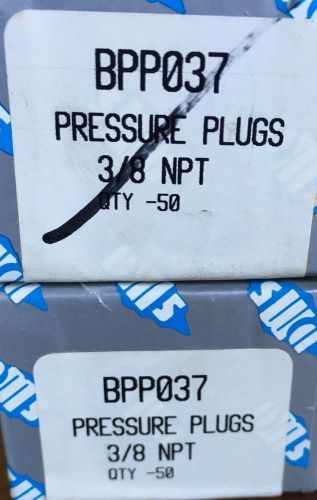 BPP037
PRESSURE PLUGS
3/8 NPT
QTY -50
BPP037
PRESSURE PLUGS
3/8 NPT
QTY -50